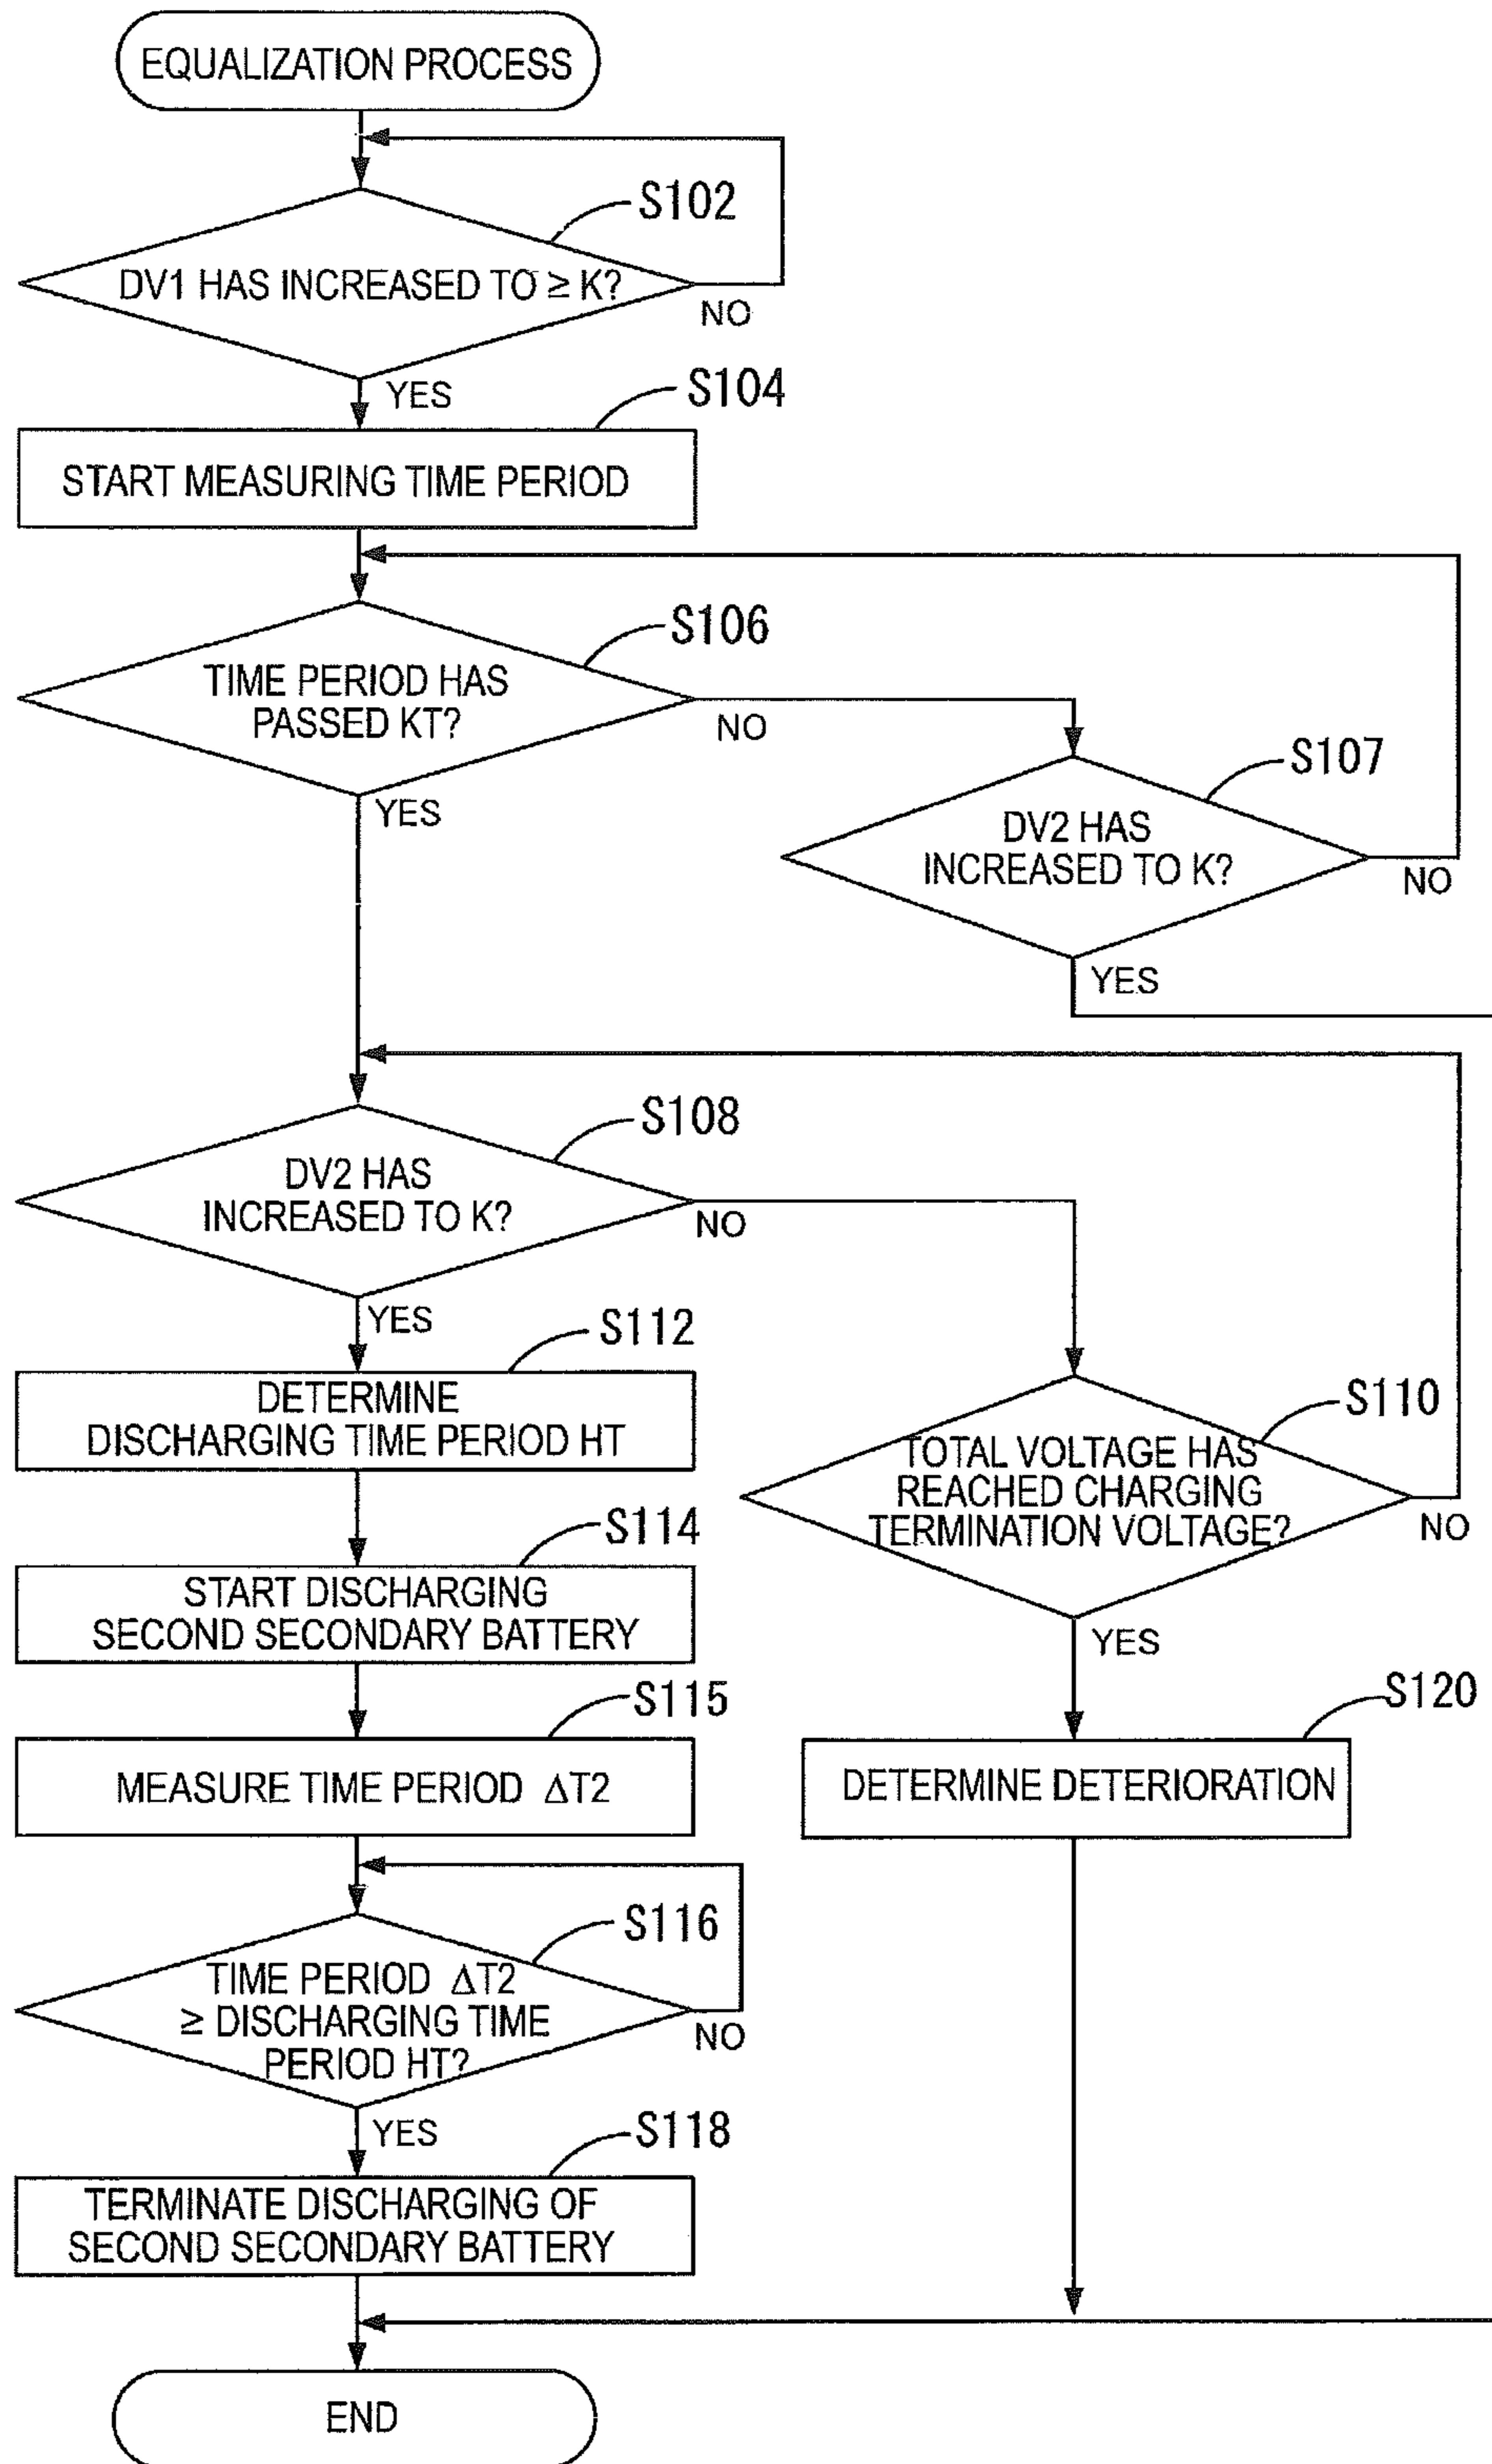 EQUALIZATION PROCESS
S102
DV1 HAS INCREASED TO ≥ K?
NO
YES
S104
START MEASURING TIME PERIOD
S106
TIME PERIOD HAS
PASSED KT?
NO
YES
S107
DV2 HAS
INCREASED TO K?
NO
YES
S108
DV2 HAS
INCREASED TO K?
NO
YES
S112
DETERMINE
DISCHARGING TIME PERIOD HT
S110
TOTAL VOLTAGE HAS
REACHED CHARGING
TERMINATION VOLTAGE?
NO
YES
S114
START DISCHARGING
SECOND SECONDARY BATTERY
S115
MEASURE TIME PERIOD ΔT2
S120
DETERMINE DETERIORATION
S116
TIME PERIOD ΔT2
≥ DISCHARGING TIME
PERIOD HT?
NO
YES
S118
TERMINATE DISCHARGING OF
SECOND SECONDARY BATTERY
END